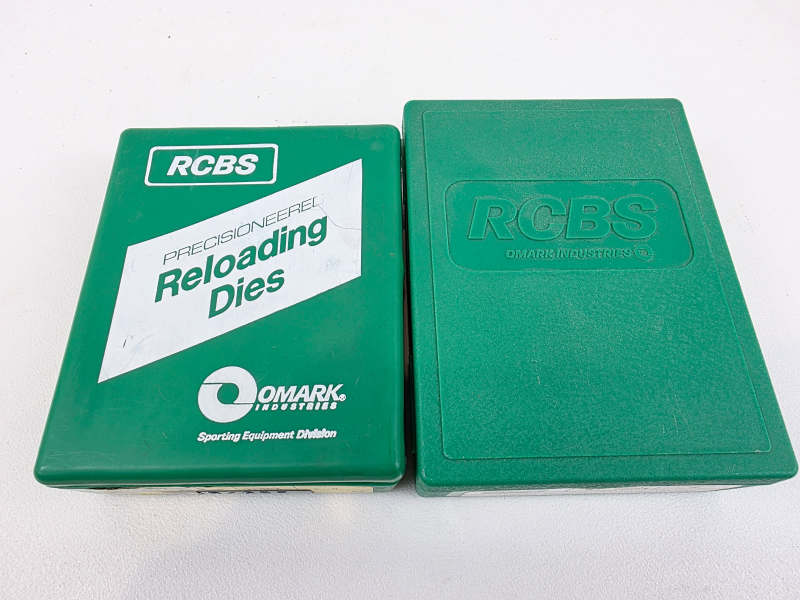 RCBS
PRECISIONEERED
Reloading
Dies
OMARK®
INDUSTRIES
Sporting Equipment Division
RCBS
OMARK INDUSTRIES